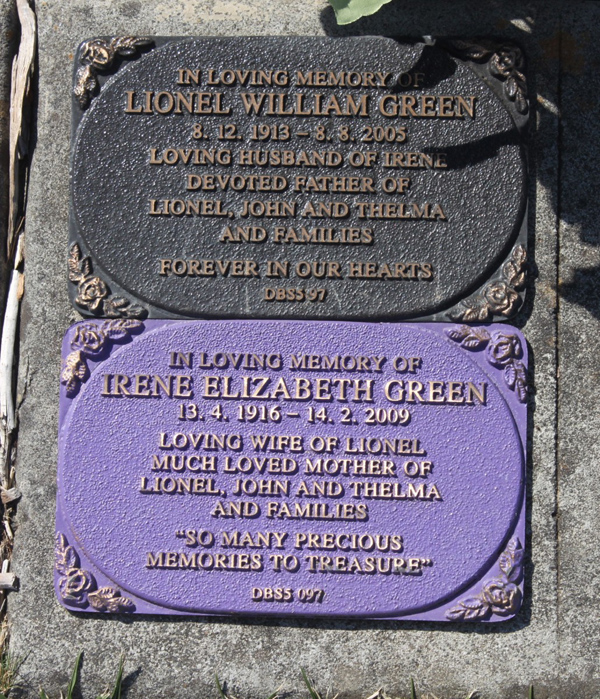 IN LOVING MEMORY OF
LIONEL WILLIAM GREEN
8. 12. 1913 – 8. 8. 2005
LOVING HUSBAND OF IRENE
DEVOTED FATHER OF
LIONEL, JOHN AND THELMA
AND FAMILIES
FOREVER IN OUR HEARTS
DBS5 97
IN LOVING MEMORY OF
IRENE ELIZABETH GREEN
13. 4. 1916 – 14. 2. 2009
LOVING WIFE OF LIONEL
MUCH LOVED MOTHER OF
LIONEL, JOHN AND THELMA
AND FAMILIES
"SO MANY PRECIOUS
MEMORIES TO TREASURE"
DBS5 097